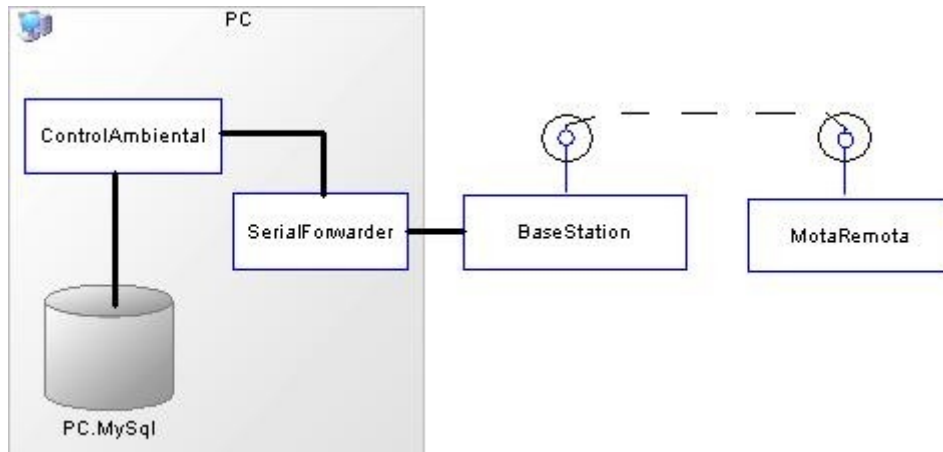 PC
ControlAmbiental
SerialForwarder
BaseStation
MotaRemota
PC.MySql